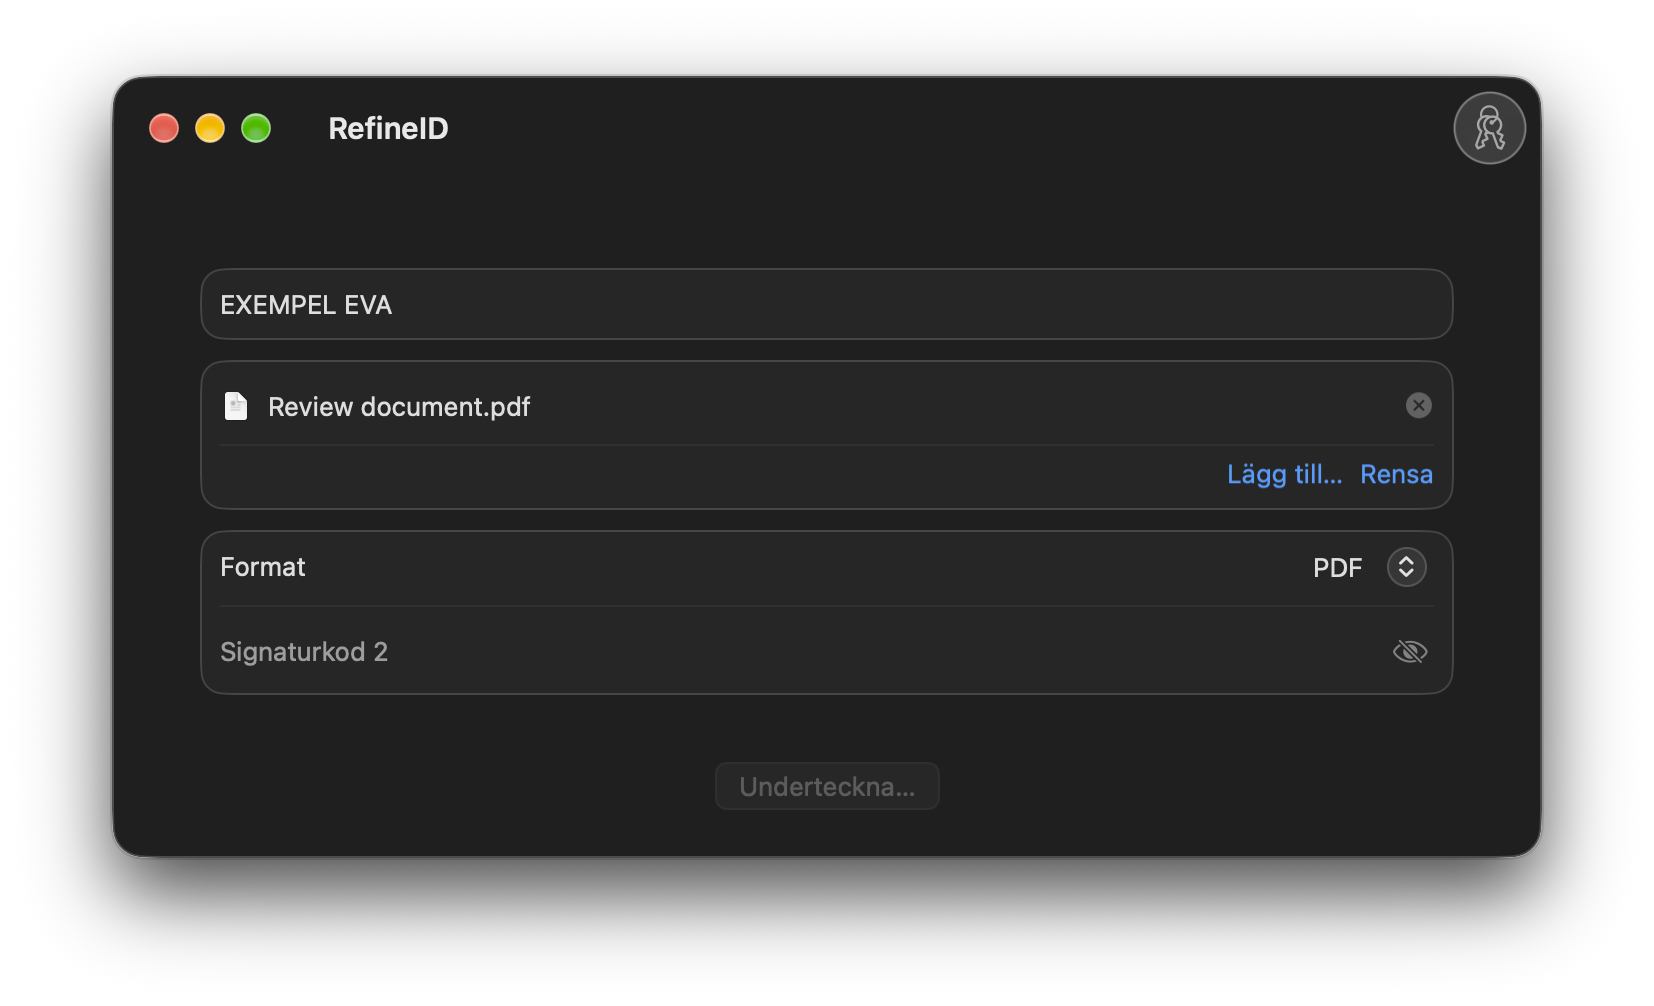 RefineID
EXEMPEL EVA
Review document.pdf
Lägg till... Rensa
Format PDF
Signaturkod 2
Underteckna...